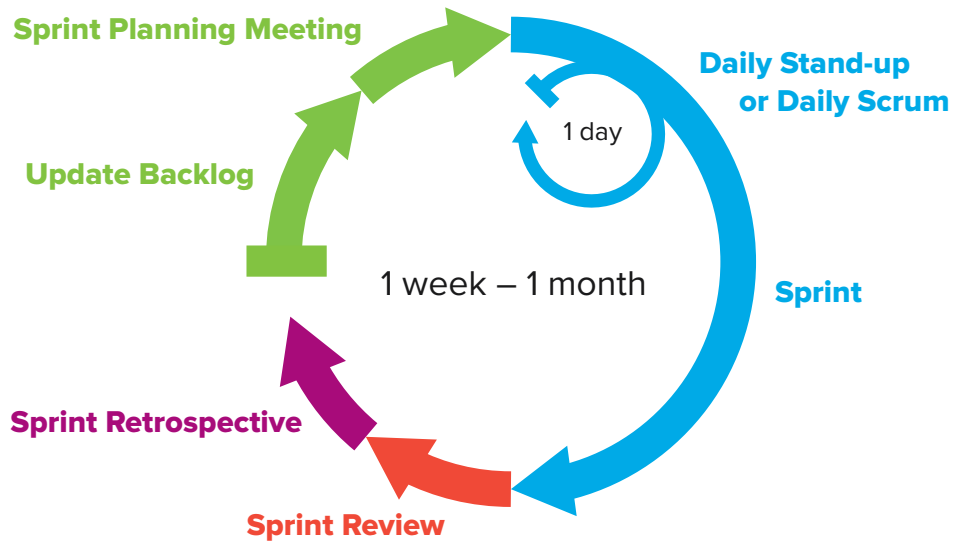 Sprint Planning Meeting
Daily Stand-up
or Daily Scrum
1 day
Update Backlog
1 week – 1 month
Sprint
Sprint Retrospective
Sprint Review